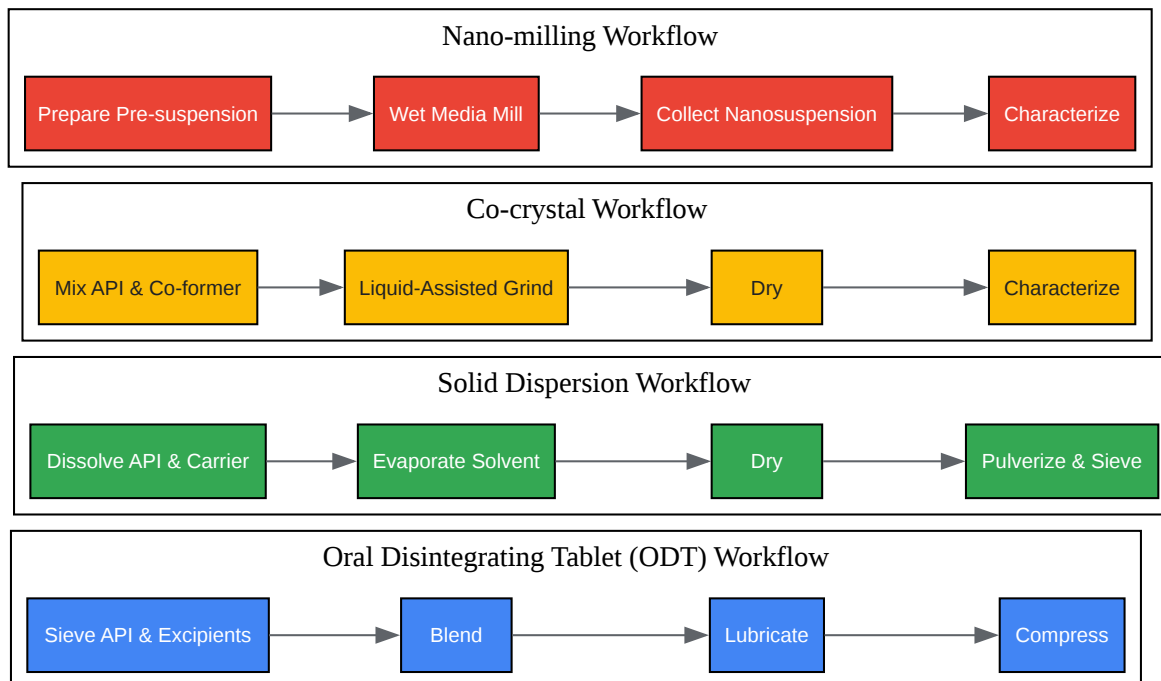 Nano-milling Workflow
Prepare Pre-suspension
Wet Media Mill
Collect Nanosuspension
Characterize
Co-crystal Workflow
Mix API & Co-former
Liquid-Assisted Grind
Dry
Characterize
Solid Dispersion Workflow
Dissolve API & Carrier
Evaporate Solvent
Dry
Pulverize & Sieve
Oral Disintegrating Tablet (ODT) Workflow
Sieve API & Excipients
Blend
Lubricate
Compress